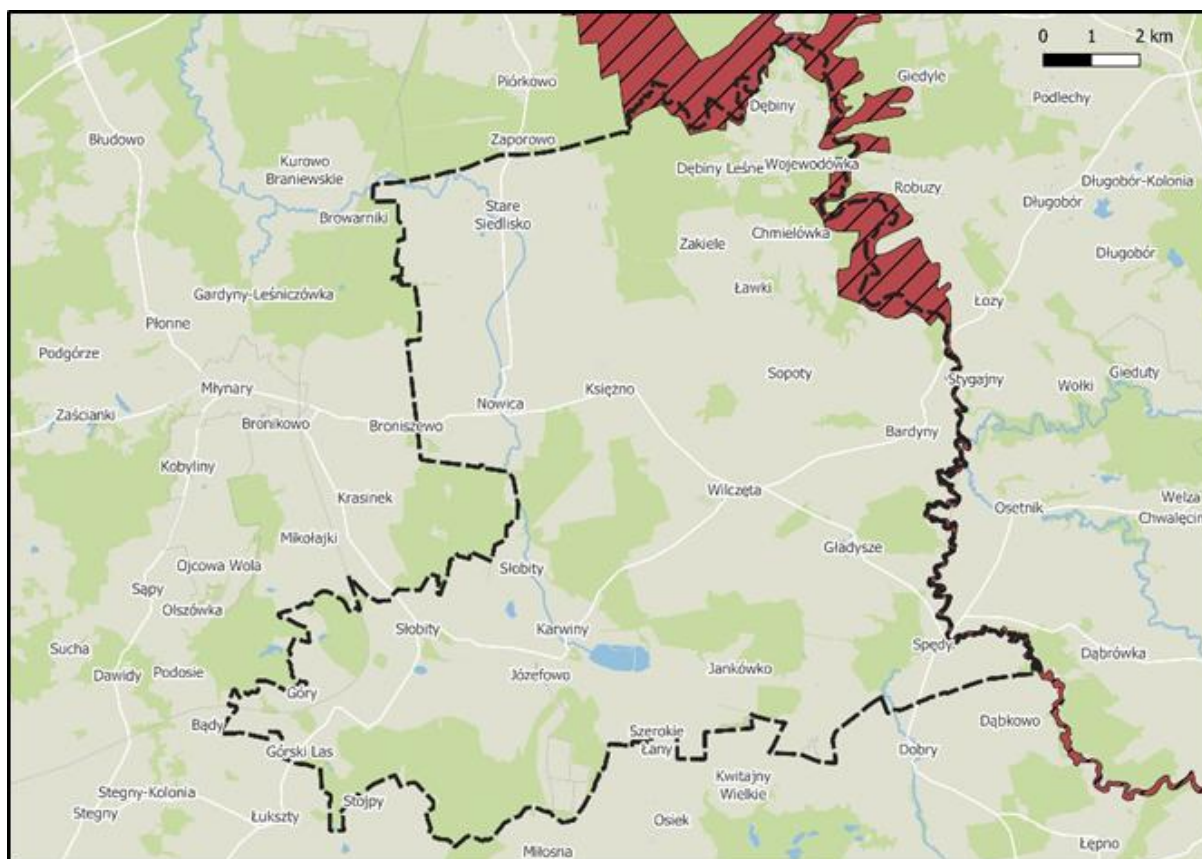 0 1 2 km
Piórkowo
Giedyle
Podlechy
Dębiny
Błudowo
Zaporowo
Kurowo
Braniewskie
Dębiny Leśne
Wojewodówka
Robuzy
Długobór-Kolonia
Długobór
Browarniki
Stare
Siedlisko
Zakiele
Chmielówka
Długobór
Gardyny-Leśniczówka
Ławki
Łozy
Płonne
Podgórze
Młynary
Księżno
Sopoty
Stygajny
Wołki
Gieduty
Zaścianki
Bronikowo
Broniszewo
Nowica
Bardyny
Kobyliny
Krasinek
Wilczęta
Osetnik
Welza
Chwalęcin
Mikołajki
Gładysze
Ojcowa Wola
Sąpy
Olszówka
Słobity
Słobity
Karwiny
Spędy
Dąbrówka
Sucha
Dawidy
Podosie
Józefowo
Jankówko
Góry
Bądy
Dąbkowo
Szerokie
Łany
Górski Las
Dobry
Kwitajny
Wielkie
Stegny-Kolonia
Stegny
Stojpy
Łukszty
Osiek
Miłosna
Łępno